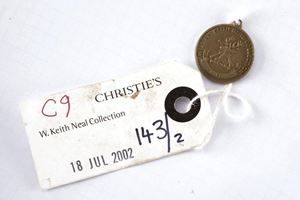 C9
CHRISTIE'S
W. Keith Neal Collection
143/2
18 JUL 2002